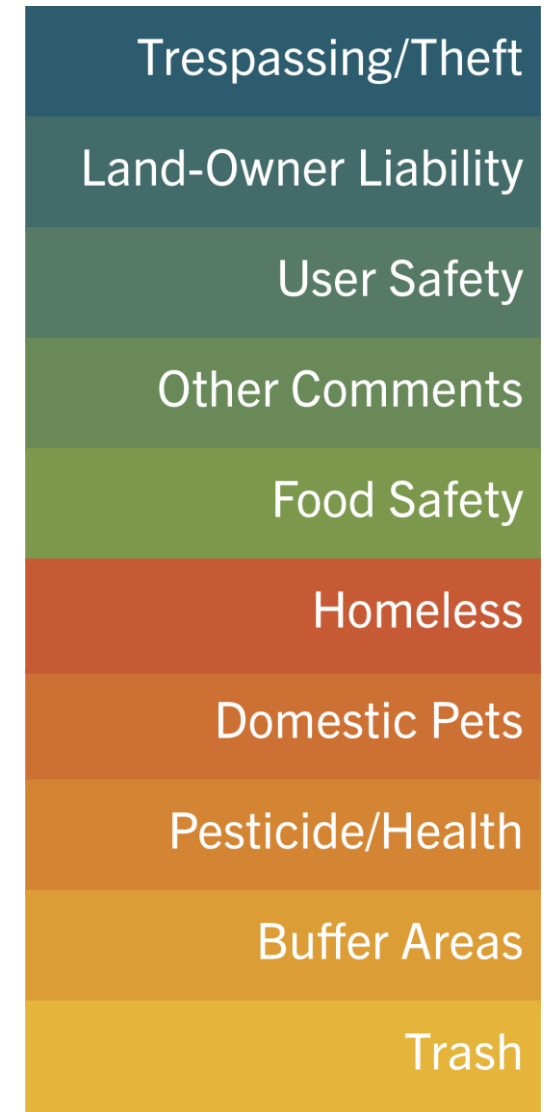 Trespassing/Theft
Land-Owner Liability
User Safety
Other Comments
Food Safety
Homeless
Domestic Pets
Pesticide/Health
Buffer Areas
Trash